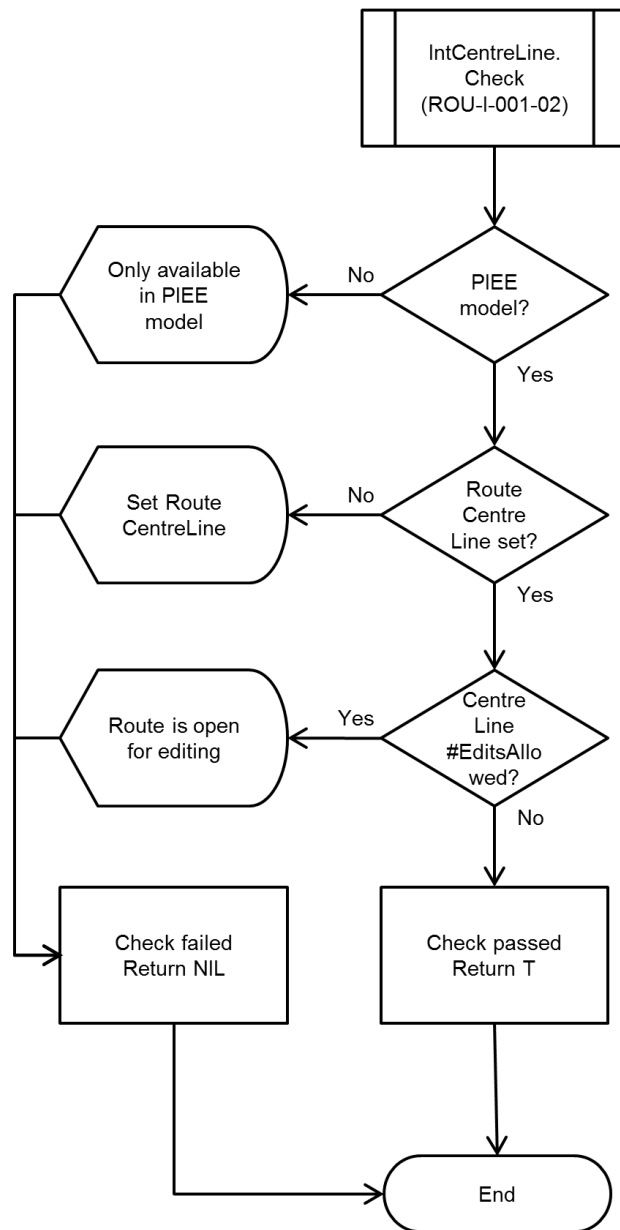 IntCentreLine.
Check
(ROU-I-001-02)
Only available
in PIEE
model
No
PIEE
model?
Yes
Set Route
CentreLine
No
Route
Centre
Line set?
Yes
Route is open
for editing
Yes
Centre
Line
#EditsAllo
wed?
No
Check failed
Return NIL
Check passed
Return T
End